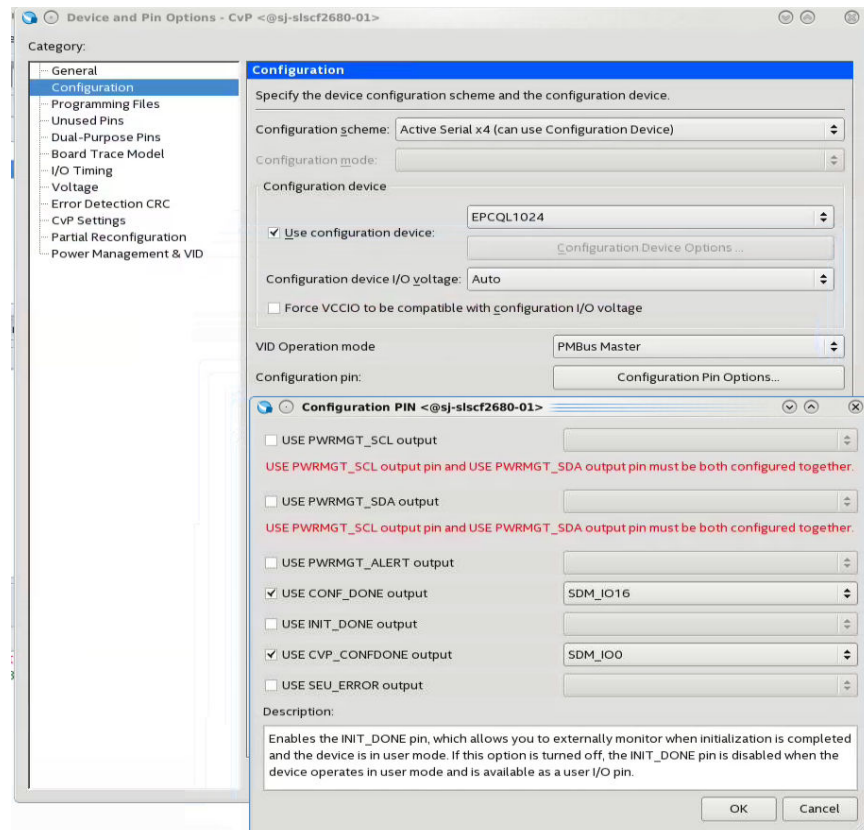 Device and Pin Options - CvP <@sj-slscf2680-01>
Category:
General
Configuration
Programming Files
Unused Pins
Dual-Purpose Pins
Board Trace Model
I/O Timing
Voltage
Error Detection CRC
CvP Settings
Partial Reconfiguration
Power Management & VID
Configuration
Specify the device configuration scheme and the configuration device.
Configuration scheme: Active Serial x4 (can use Configuration Device)
Configuration mode:
Configuration device
EPCQL1024
Use configuration device:
Configuration Device Options ...
Configuration device I/O voltage: Auto
Force VCCIO to be compatible with configuration I/O voltage
VID Operation mode PMBus Master
Configuration pin: Configuration Pin Options...
Configuration PIN <@sj-slscf2680-01>
USE PWRMGT_SCL output
USE PWRMGT_SCL output pin and USE PWRMGT_SDA output pin must be both configured together.
USE PWRMGT_SDA output
USE PWRMGT_SCL output pin and USE PWRMGT_SDA output pin must be both configured together.
USE PWRMGT_ALERT output
USE CONF_DONE output SDM_IO16
USE INIT_DONE output
USE CVP_CONFDONE output SDM_IO0
USE SEU_ERROR output
Description:
Enables the INIT_DONE pin, which allows you to externally monitor when initialization is completed
and the device is in user mode. If this option is turned off, the INIT_DONE pin is disabled when the
device operates in user mode and is available as a user I/O pin.
OK Cancel